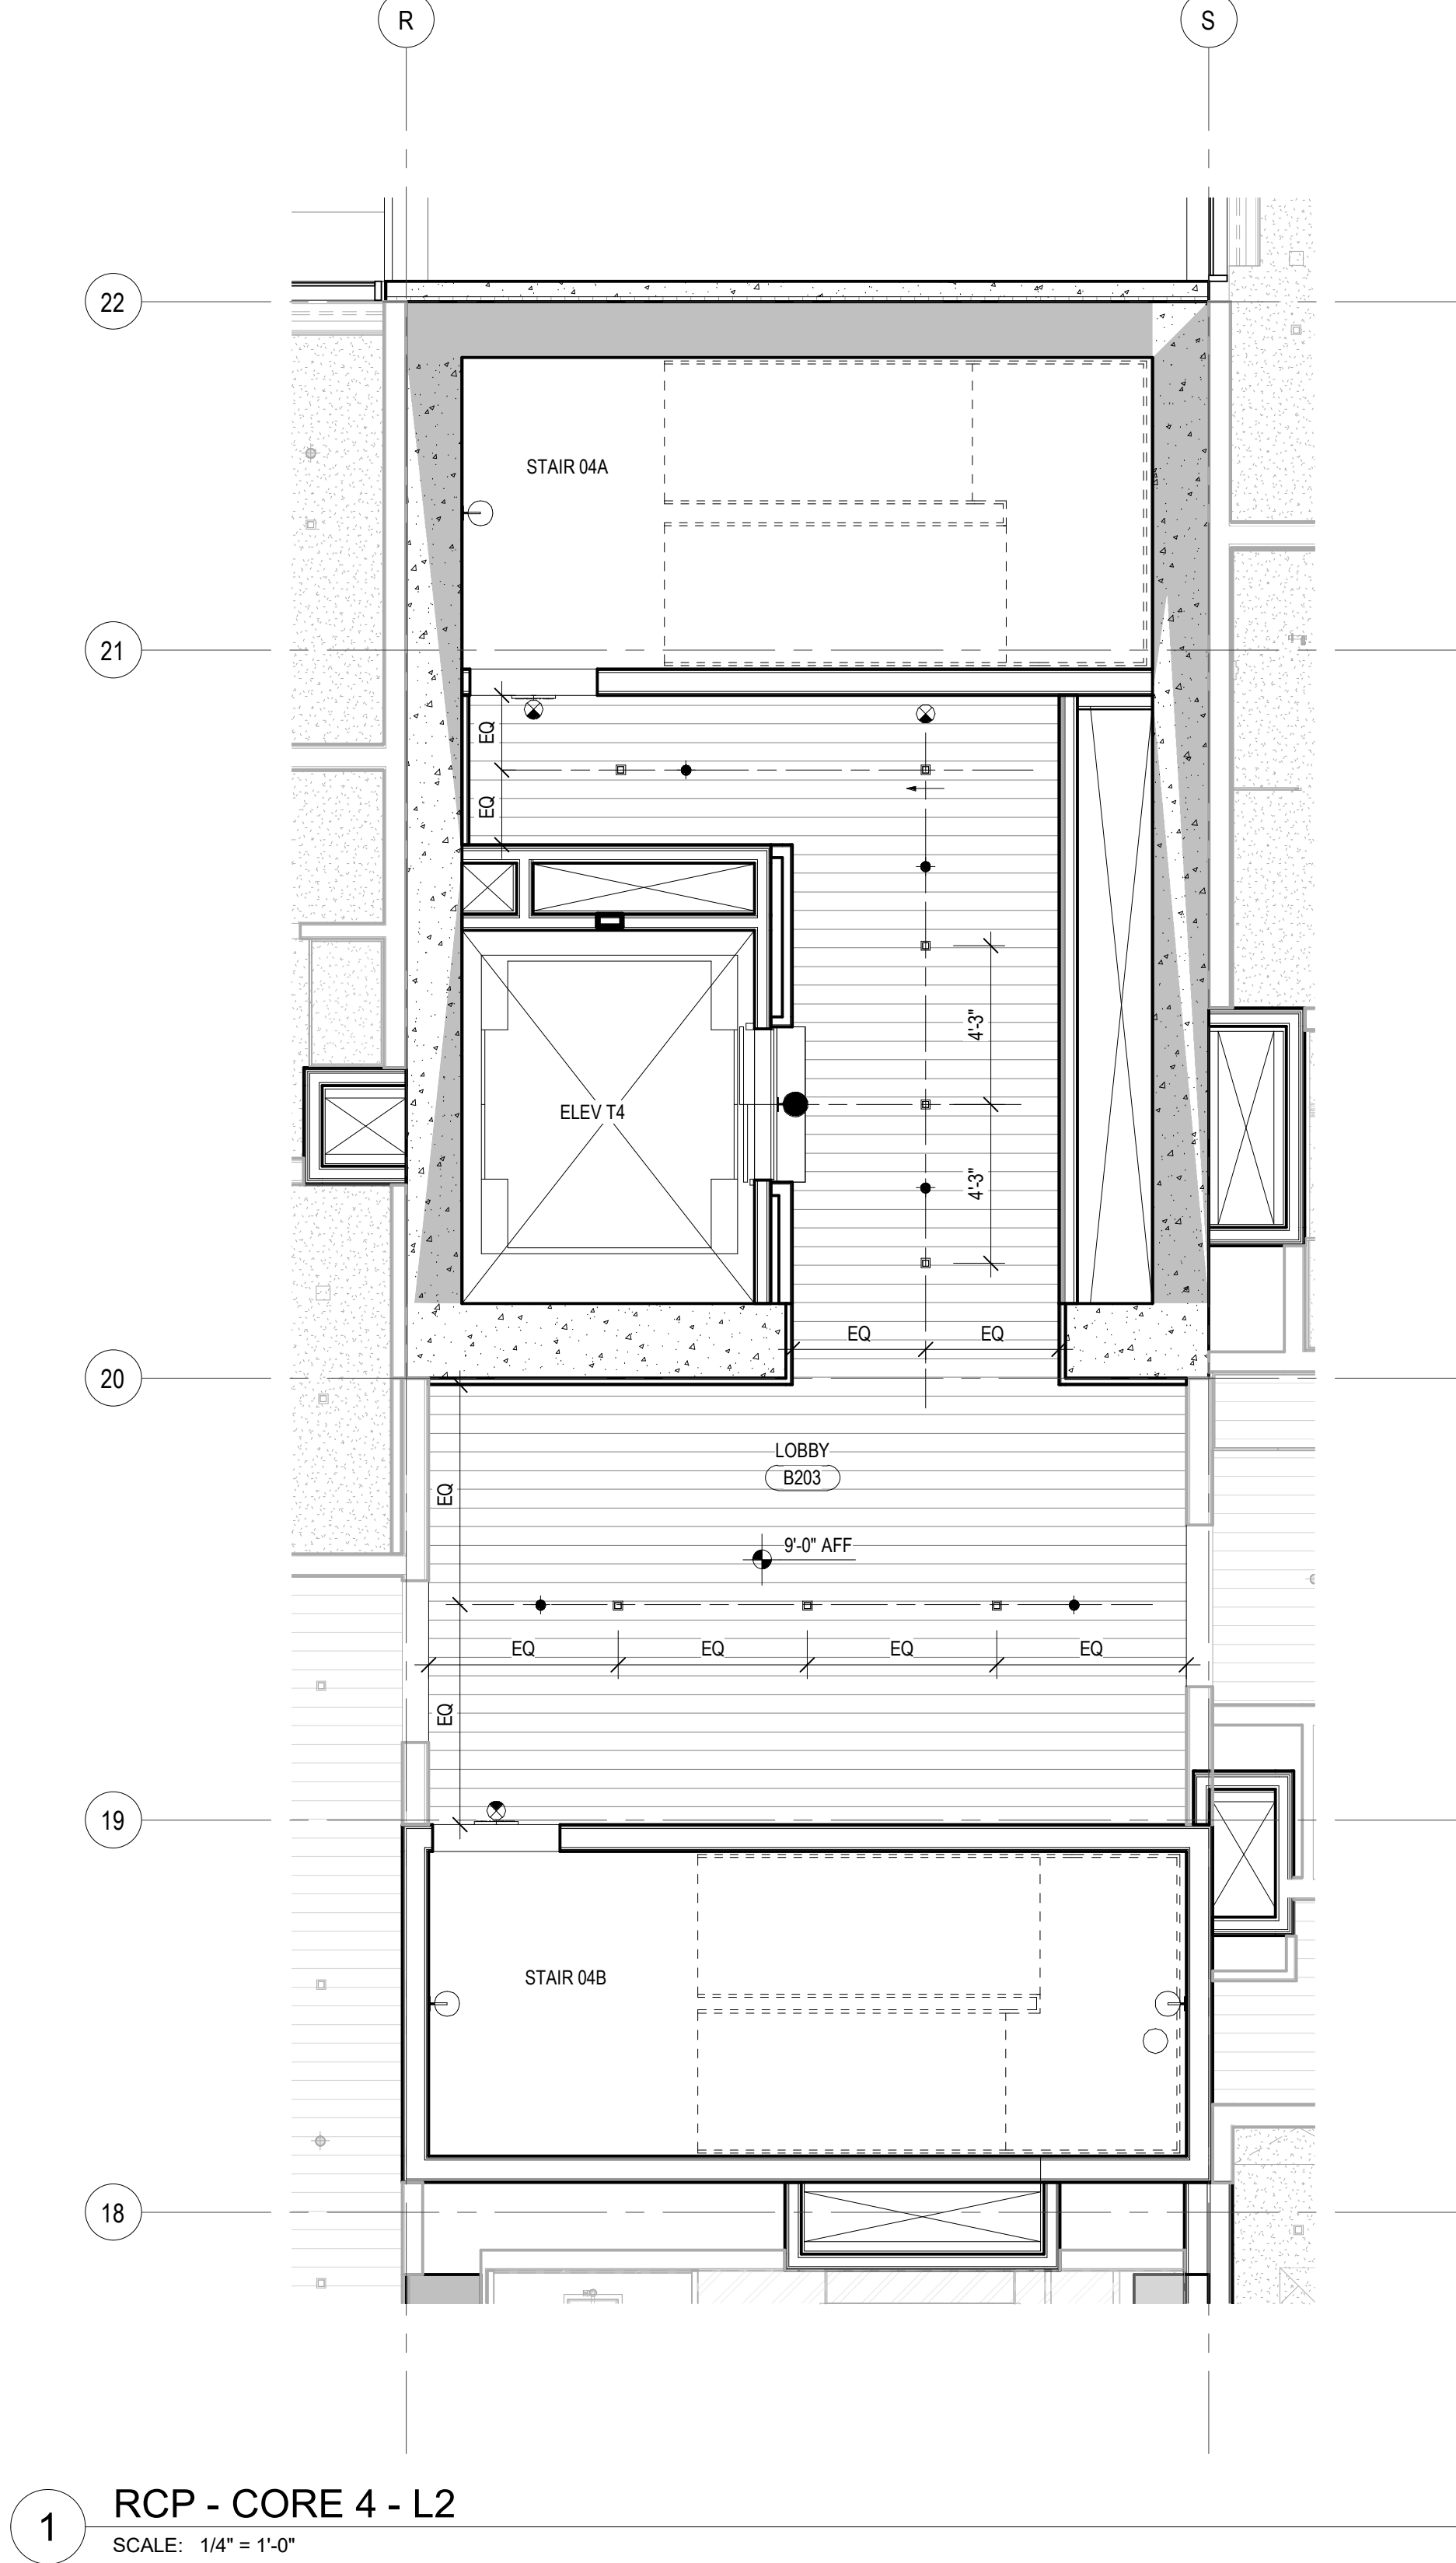 R
S
22
STAIR 04A
21
EQ
EQ
4'-3"
ELEV T4
4'-3"
EQ
EQ
20
LOBBY
B203
EQ
9'-0" AFF
EQ
EQ
EQ
EQ
EQ
19
STAIR 04B
18
1
RCP - CORE 4 - L2
SCALE: 1/4" = 1'-0"